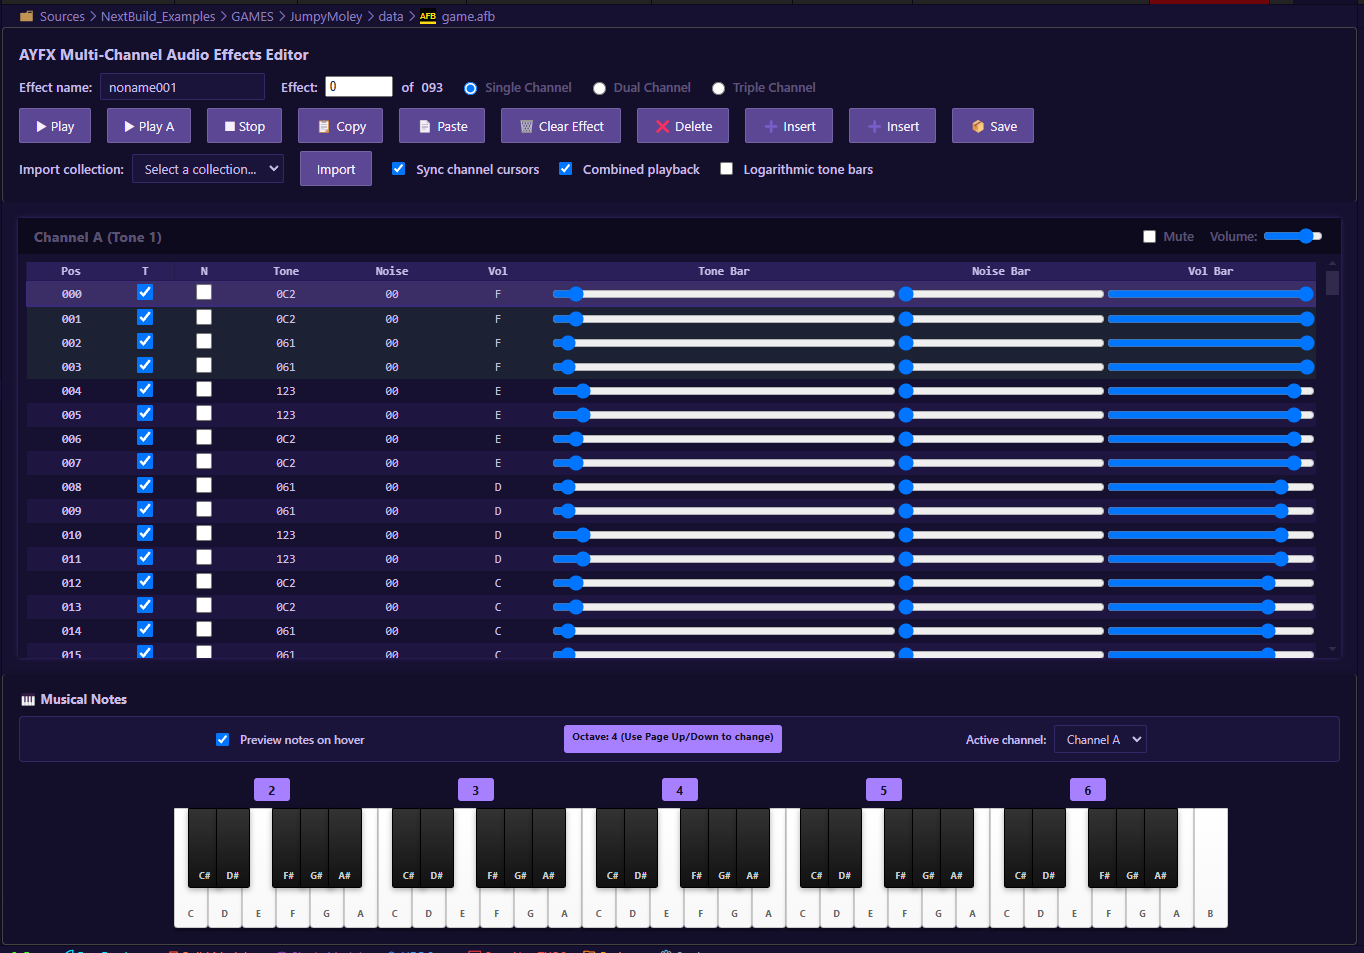 Sources > NextBuild_Examples > GAMES > JumpyMoley > data > AFB game.afb
AYFX Multi-Channel Audio Effects Editor
Effect name: noname001 Effect: 0 of 093 Single Channel Dual Channel Triple Channel
Play Play A Stop Copy Paste Clear Effect Delete Insert Insert Save
Import collection: Select a collection... Import Sync channel cursors Combined playback Logarithmic tone bars
Channel A (Tone 1) Mute Volume:
Pos T N Tone Noise Vol Tone Bar Noise Bar Vol Bar
000 0C2 00 F
001 0C2 00 F
002 061 00 F
003 061 00 F
004 123 00 E
005 123 00 E
006 0C2 00 E
007 0C2 00 E
008 061 00 D
009 061 00 D
010 123 00 D
011 123 00 D
012 0C2 00 C
013 0C2 00 C
014 061 00 C
015 061 00 C
Musical Notes
Preview notes on hover Octave: 4 (Use Page Up/Down to change) Active channel: Channel A
2 3 4 5 6
C# D# F# G# A# C# D# F# G# A# C# D# F# G# A# C# D# F# G# A# C# D# F# G# A#
C D E F G A C D E F G A C D E F G A C D E F G A C D E F G A B